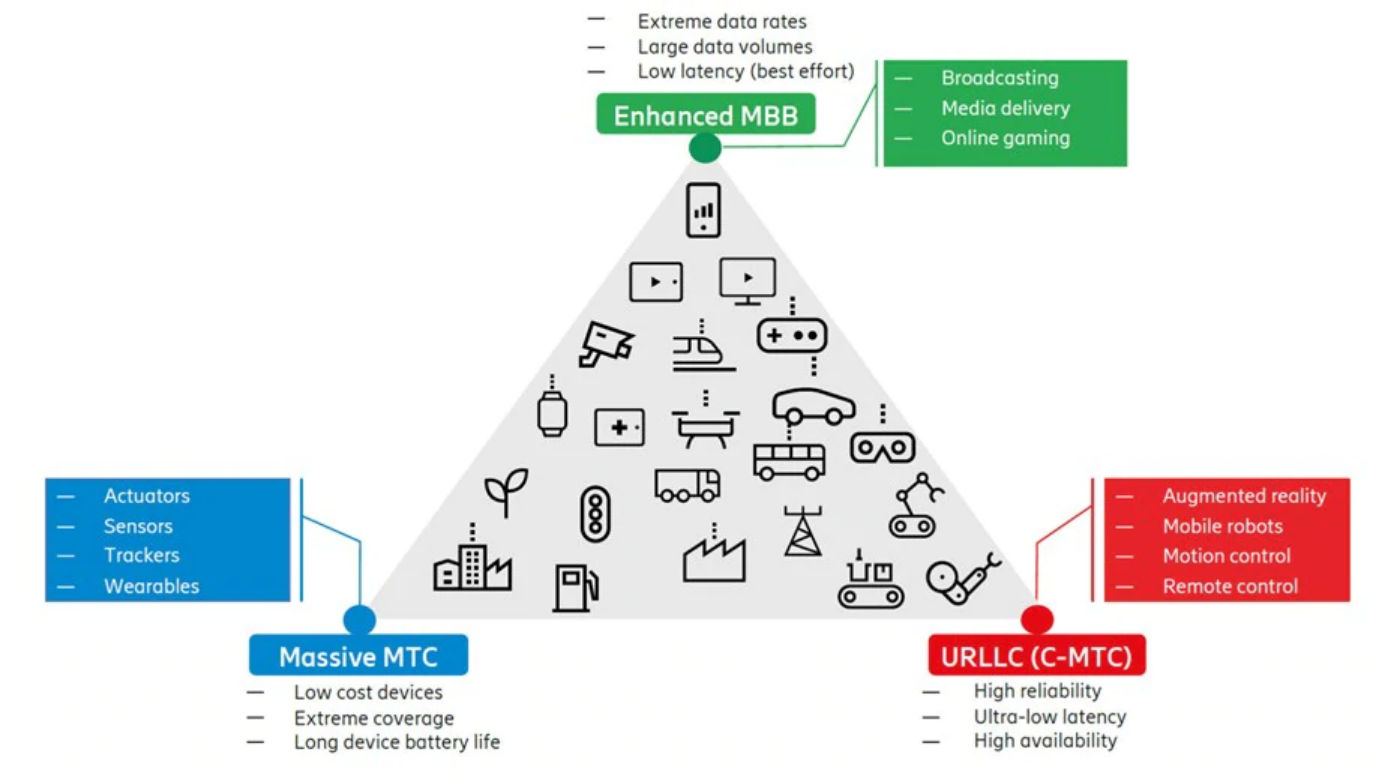 — Extreme data rates
— Large data volumes
— Low latency (best effort)
Enhanced MBB
— Broadcasting
— Media delivery
— Online gaming
— Actuators
— Sensors
— Trackers
— Wearables
Massive MTC
— Low cost devices
— Extreme coverage
— Long device battery life
— Augmented reality
— Mobile robots
— Motion control
— Remote control
URLLC (C-MTC)
— High reliability
— Ultra-low latency
— High availability